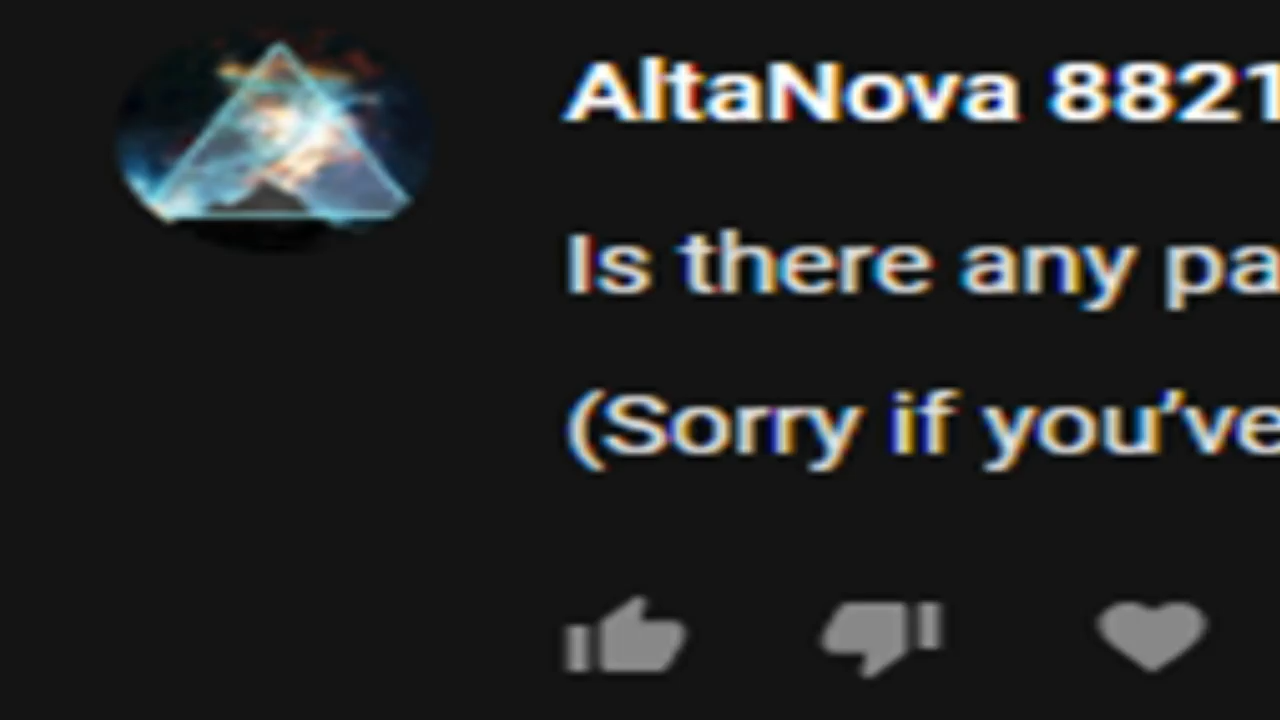 AltaNova 8821
Is there any pa
(Sorry if you’ve